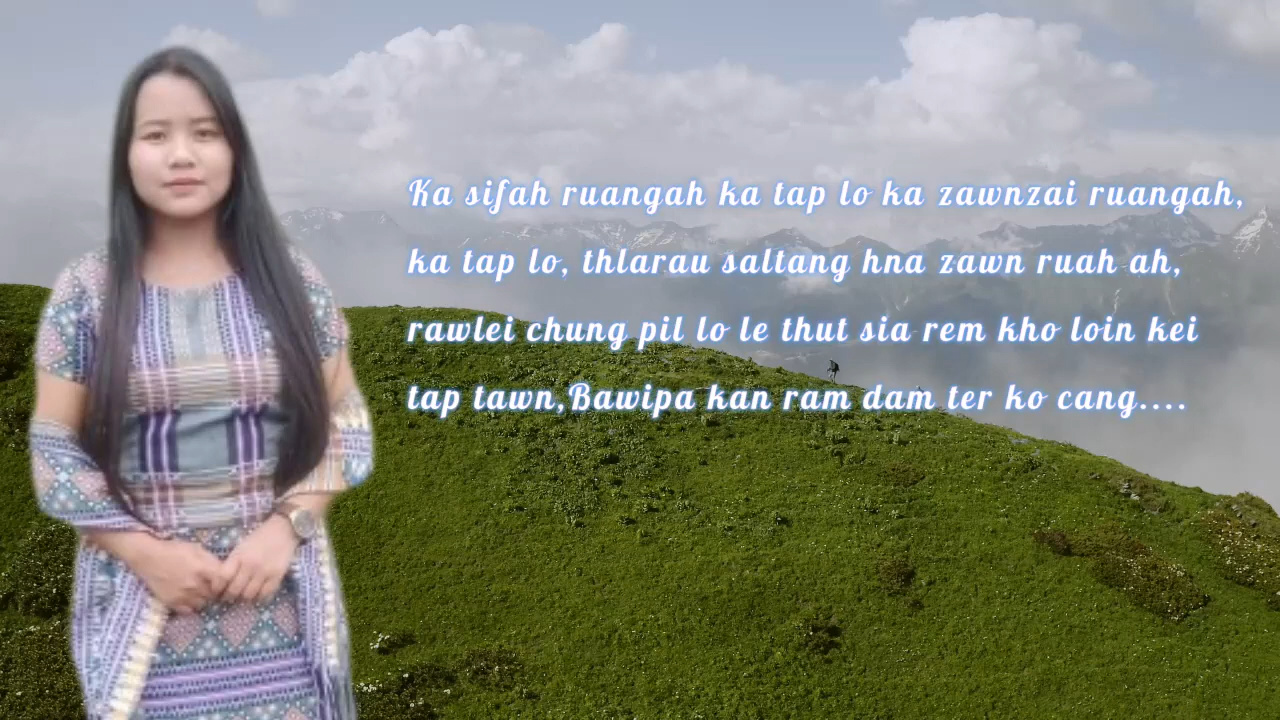 Ka sifah ruangah ka tap lo ka zawnzai ruangah,
ka tap lo, thlarau saltang hna zawn ruah ah,
rawlei chung pil lo le thut sia rem kho loin kei
tap tawn,Bawipa kan ram dam ter ko cang....